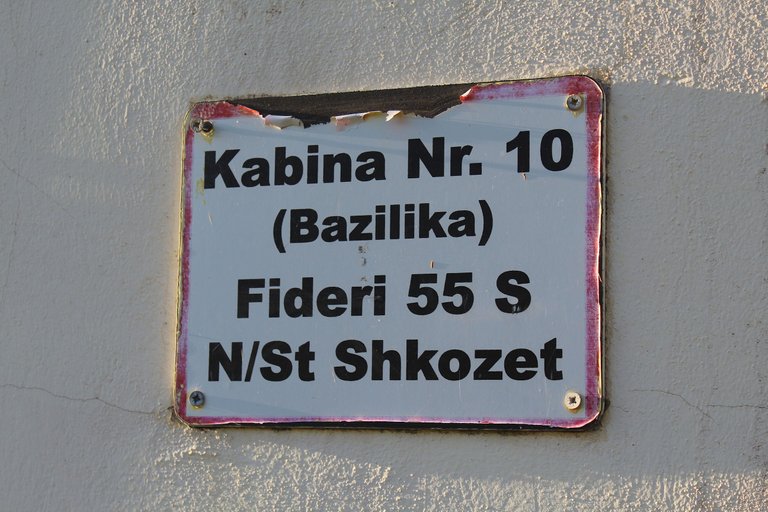 Kabina Nr. 10
(Bazilika)
Fideri 55 S
N/St Shkozet